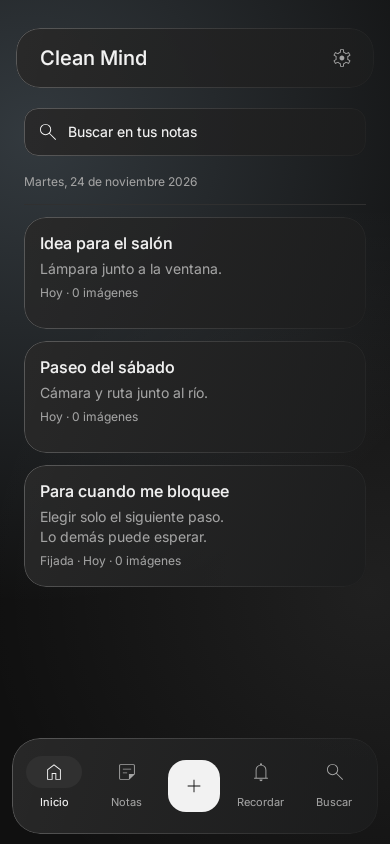 Clean Mind
Buscar en tus notas
Martes, 24 de noviembre 2026
Idea para el salón
Lámpara junto a la ventana.
Hoy · 0 imágenes
Paseo del sábado
Cámara y ruta junto al río.
Hoy · 0 imágenes
Para cuando me bloquee
Elegir solo el siguiente paso.
Lo demás puede esperar.
Fijada · Hoy · 0 imágenes
Inicio Notas Recordar Buscar